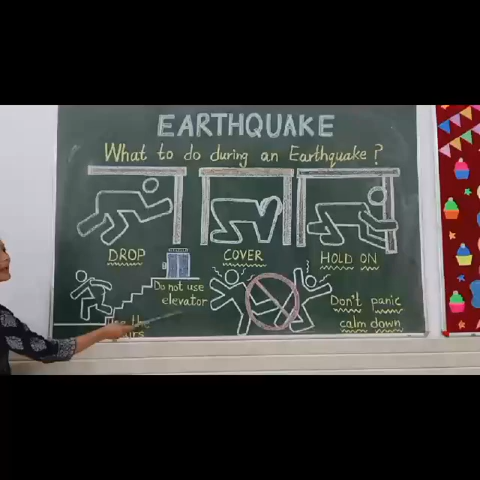 EARTHQUAKE
What to do during an Earthquake?
DROP
COVER
HOLD ON
Do not use
elevator
Don't panic
calm down
the